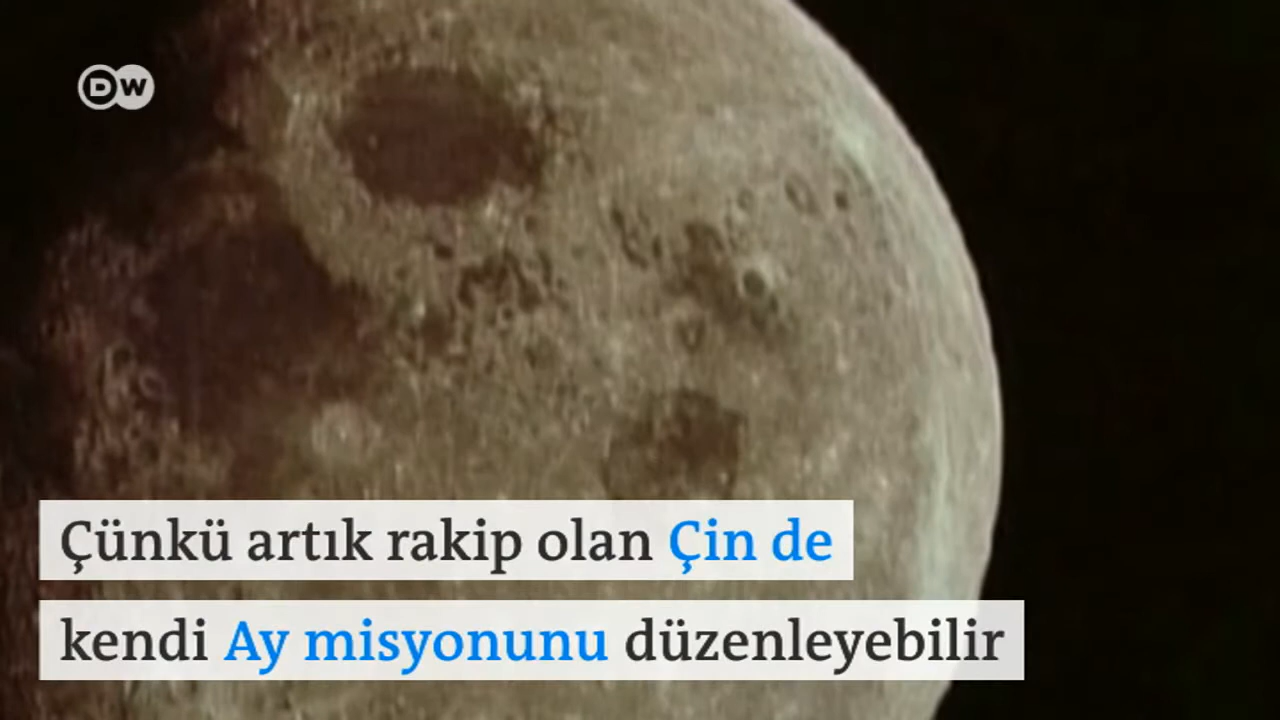 DW
Çünkü artık rakip olan Çin de
kendi Ay misyonunu düzenleyebilir